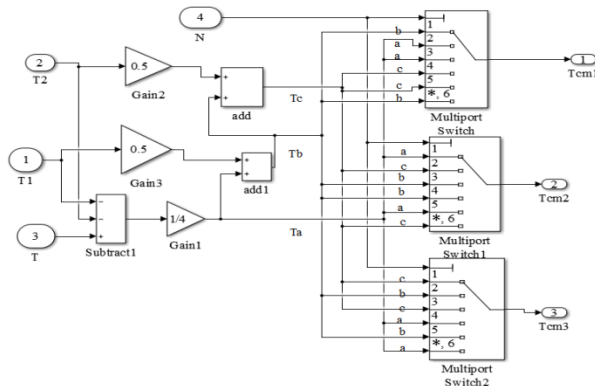 4
N
2
T2
0.5
Gain2
+
+
add
Tc
1
T1
0.5
Gain3
+
+
add1
Tb
3
T
−
−
+
Subtract1
1/4
Gain1
Ta
b
a
a
c
c
b
1
2
3
4
5
*, 6
Multiport
Switch
1
Tcm1
a
c
b
b
a
c
1
2
3
4
5
*, 6
Multiport
Switch1
2
Tcm2
c
b
c
a
b
a
1
2
3
4
5
*, 6
Multiport
Switch2
3
Tcm3